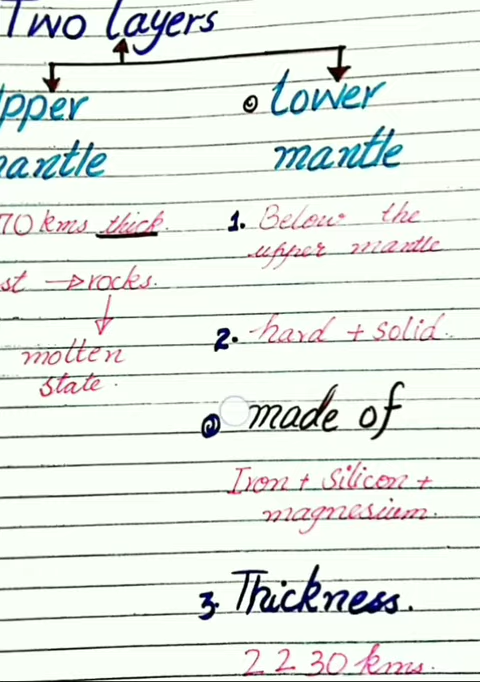 Two layers
pper
antle
70 kms thick.
st → rocks.
molten
state.
Lower
mantle
1. Below the
upper mantle
2. hard + solid.
made of
Iron + Silicon +
magnesium.
3. Thickness.
2230 kms.